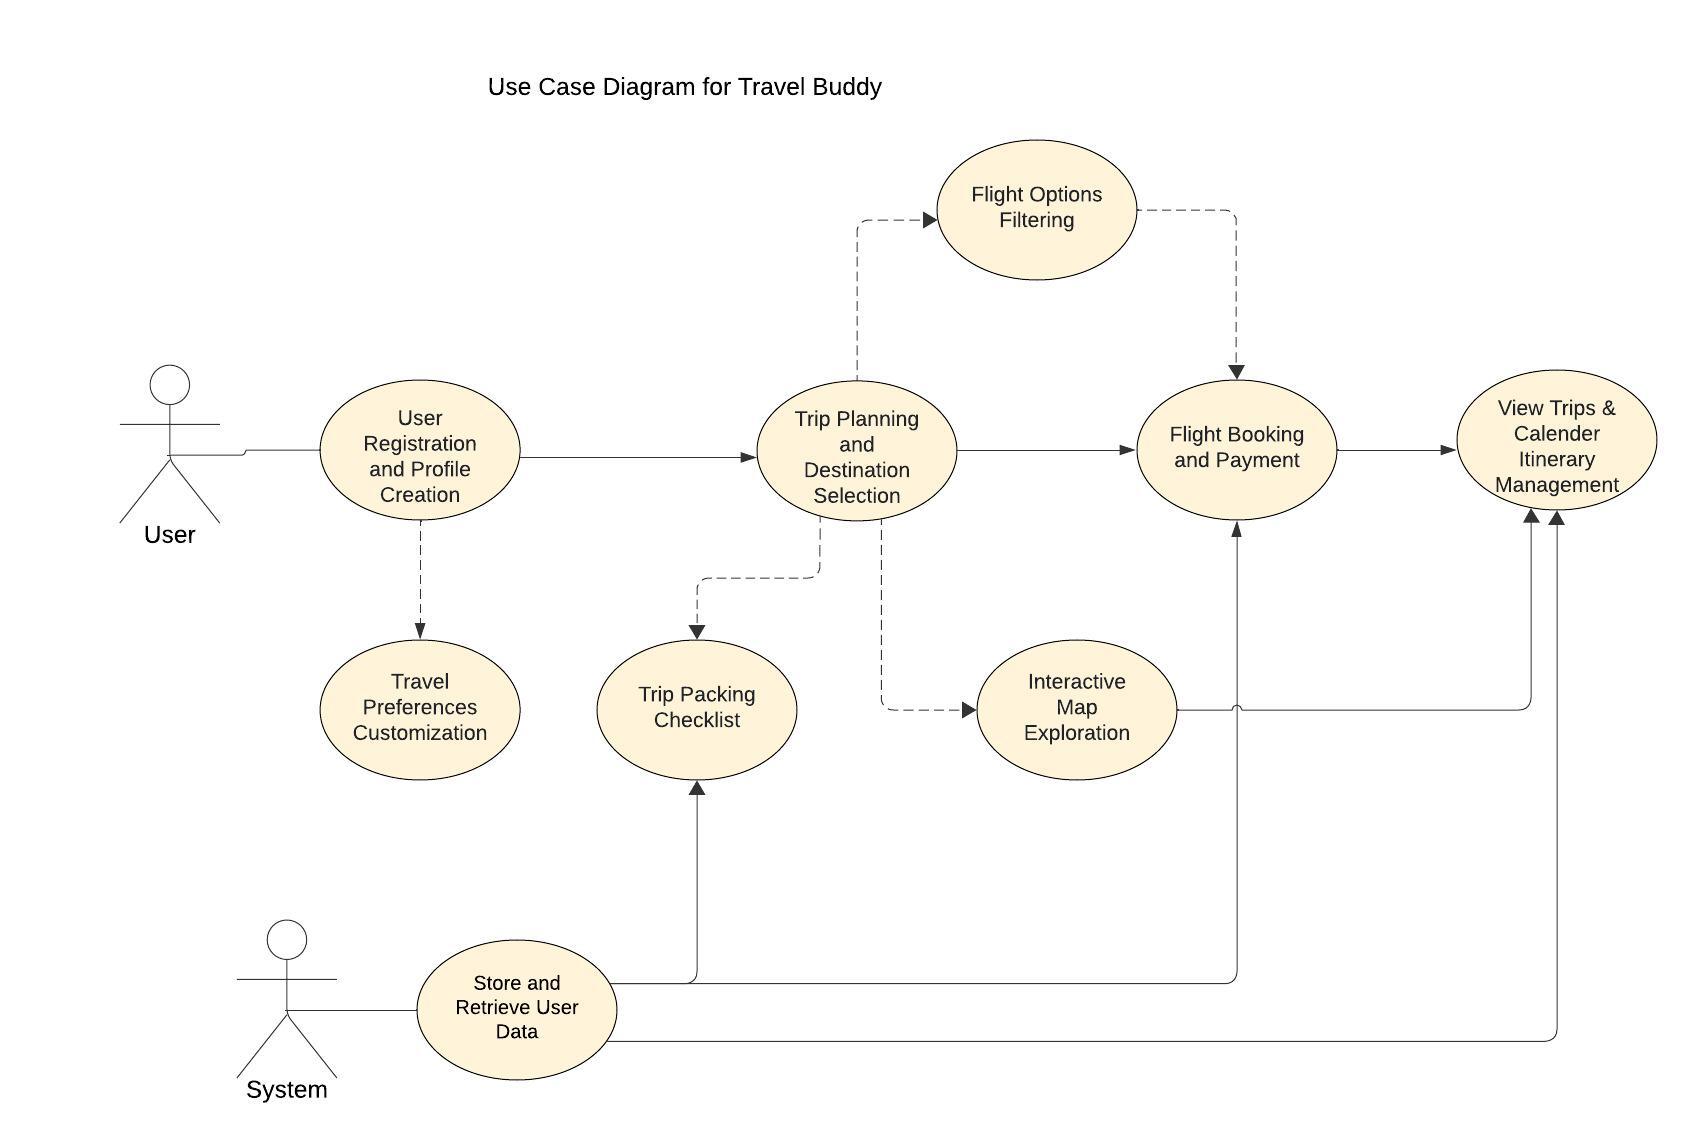 Use Case Diagram for Travel Buddy
Flight Options
Filtering
User
Registration
and Profile
Creation
Trip Planning
and
Destination
Selection
Flight Booking
and Payment
View Trips &
Calender
Itinerary
Management
User
Travel
Preferences
Customization
Trip Packing
Checklist
Interactive
Map
Exploration
Store and
Retrieve User
Data
System